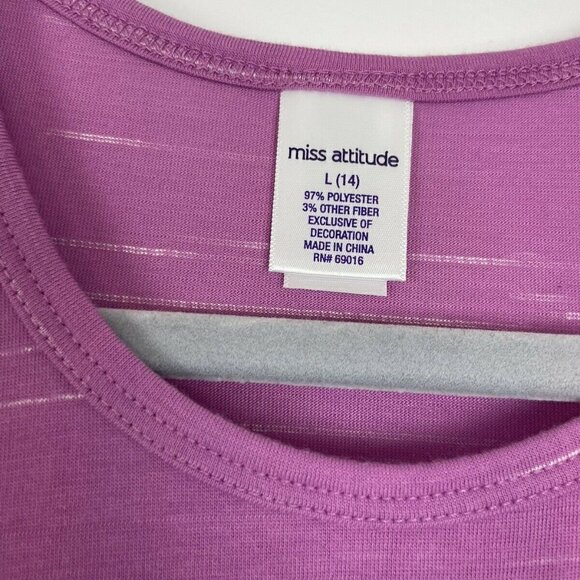 miss attitude
L (14)
97% POLYESTER
3% OTHER FIBER
EXCLUSIVE OF
DECORATION
MADE IN CHINA
RN# 69016